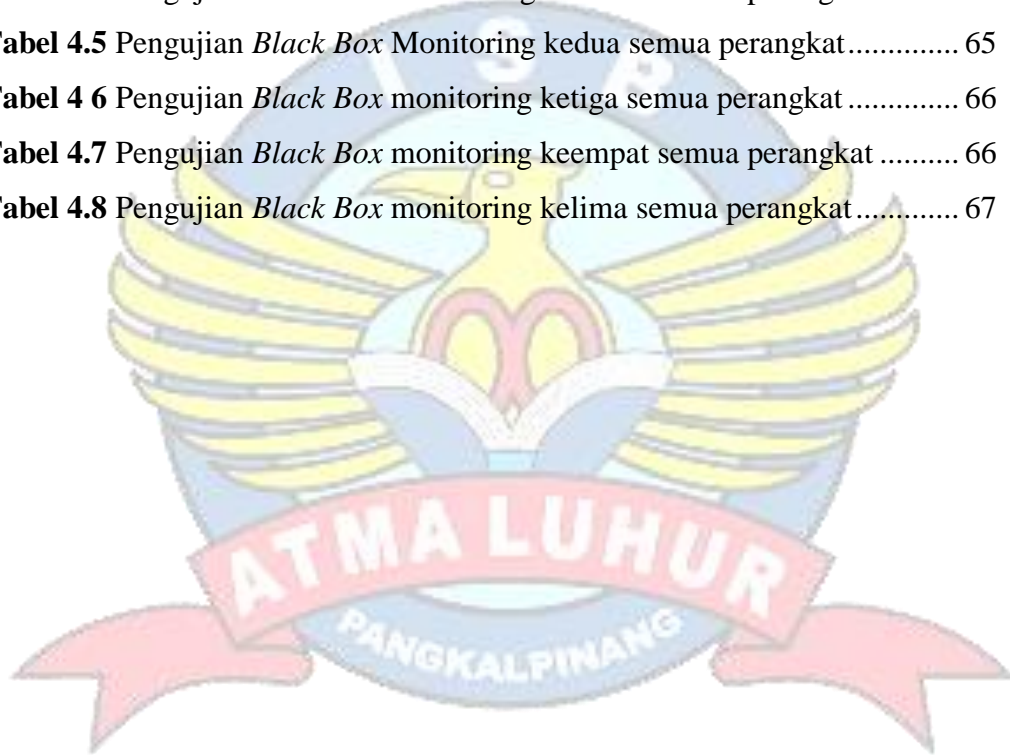 Tabel 4.5 Pengujian Black Box Monitoring kedua semua perangkat.............. 65
Tabel 4 6 Pengujian Black Box monitoring ketiga semua perangkat.............. 66
Tabel 4.7 Pengujian Black Box monitoring keempat semua perangkat.......... 66
Tabel 4.8 Pengujian Black Box monitoring kelima semua perangkat............. 67
I S B
ATMA LUHUR
PANGKALPINANG